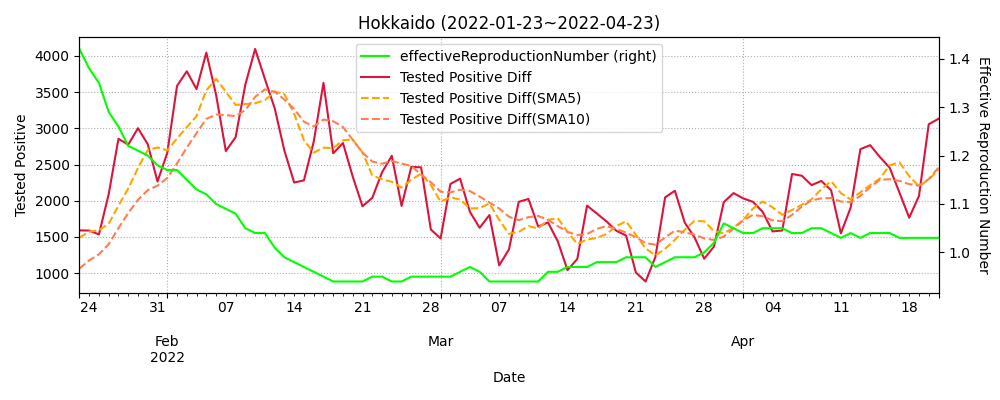 Hokkaido (2022-01-23~2022-04-23)
effectiveReproductionNumber (right)
Tested Positive Diff
Tested Positive Diff(SMA5)
Tested Positive Diff(SMA10)
Tested Positive
4000
3500
3000
2500
2000
1500
1000
1.4
1.3
1.2
1.1
1.0
Effective Reproduction Number
24 31 07 14 21 28 07 14 21 28 04 11 18
Feb Mar Apr
2022
Date